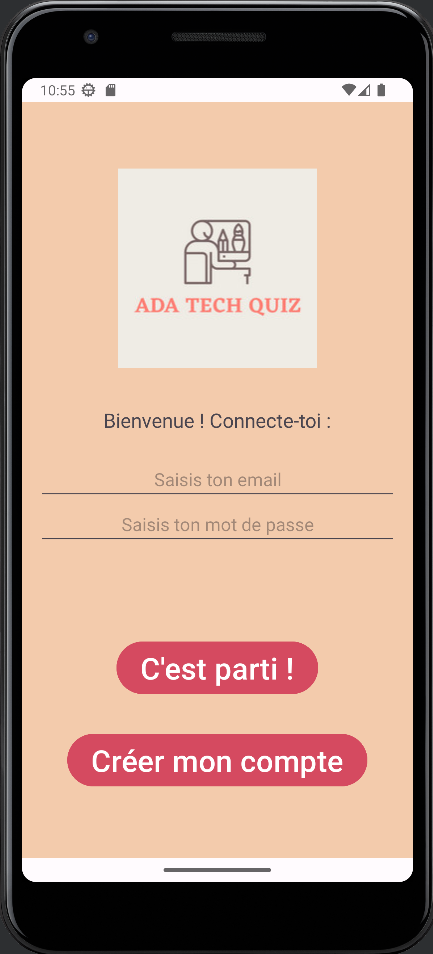 10:55
ADA TECH QUIZ
Bienvenue ! Connecte-toi :
Saisis ton email
Saisis ton mot de passe
C'est parti !
Créer mon compte